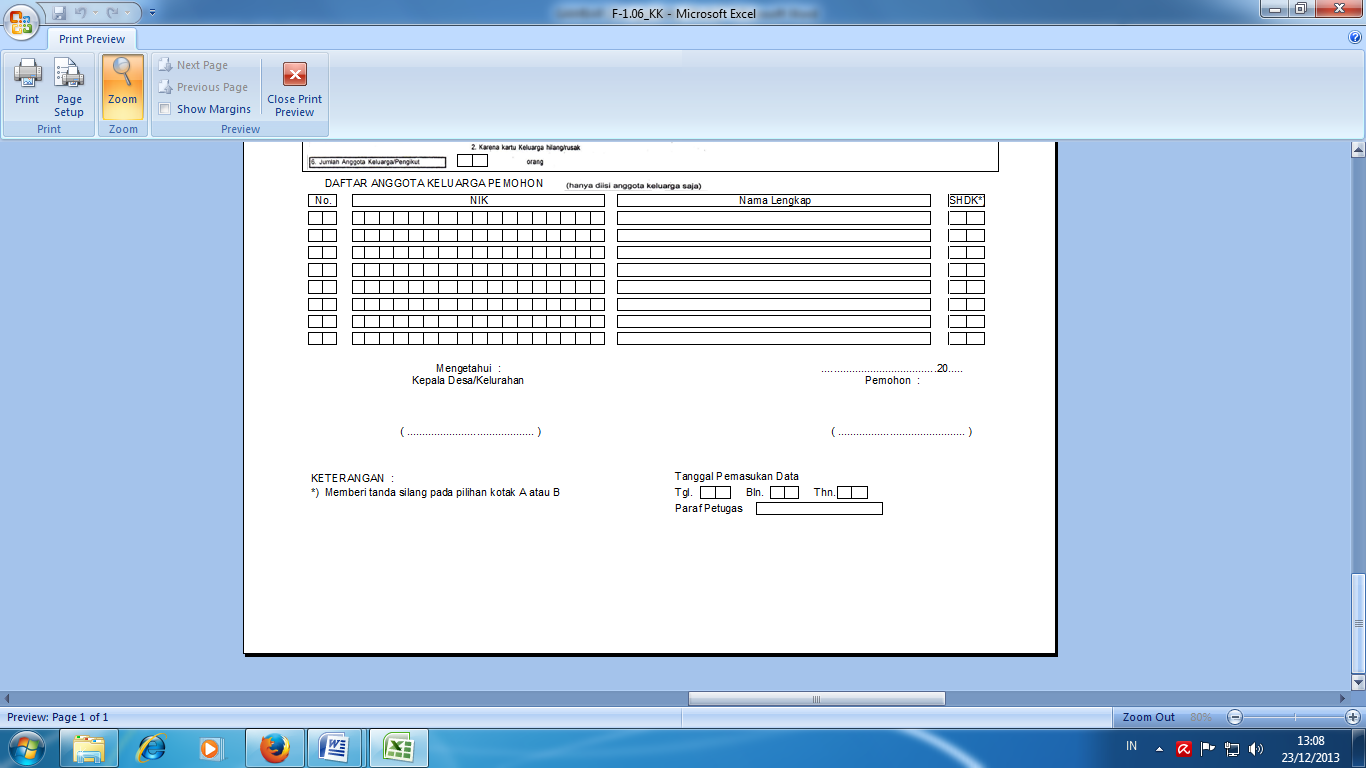 F-1.06_KK - Microsoft Excel
Print Preview
Print
Page Setup
Zoom
Next Page
Previous Page
Show Margins
Close Print Preview
Print
Zoom
Preview
2. Karena kartu Keluarga hilang/rusak
6. Jumlah Anggota Keluarga/Pengikut
orang
DAFTAR ANGGOTA KELUARGA PEMOHON (hanya diisi anggota keluarga saja)
No. NIK Nama Lengkap SHDK*)
Mengetahui :
.......................................20.....
Kepala Desa/Kelurahan
Pemohon :
( .......................................... )
( .......................................... )
KETERANGAN :
*) Memberi tanda silang pada pilihan kotak A atau B
Tanggal Pemasukan Data
Tgl. Bln. Thn.
Paraf Petugas
Preview: Page 1 of 1
Zoom Out 80%
IN
13:08
23/12/2013